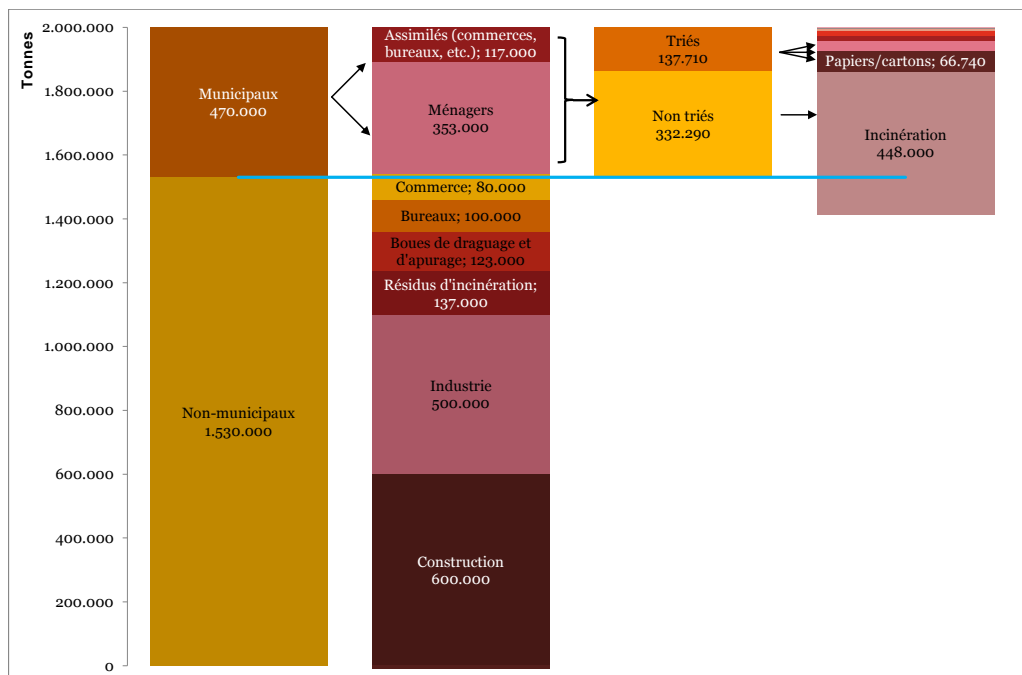 Tonnes
2.000.000
1.800.000
1.600.000
1.400.000
1.200.000
1.000.000
800.000
600.000
400.000
200.000
0
Municipaux
470.000
Non-municipaux
1.530.000
Assimilés (commerces,
bureaux, etc.); 117.000
Ménagers
353.000
Commerce; 80.000
Bureaux; 100.000
Boues de draguage et
d'apurage; 123.000
Résidus d'incinération;
137.000
Industrie
500.000
Construction
600.000
Triés
137.710
Non triés
332.290
Papiers/cartons; 66.740
Incinération
448.000